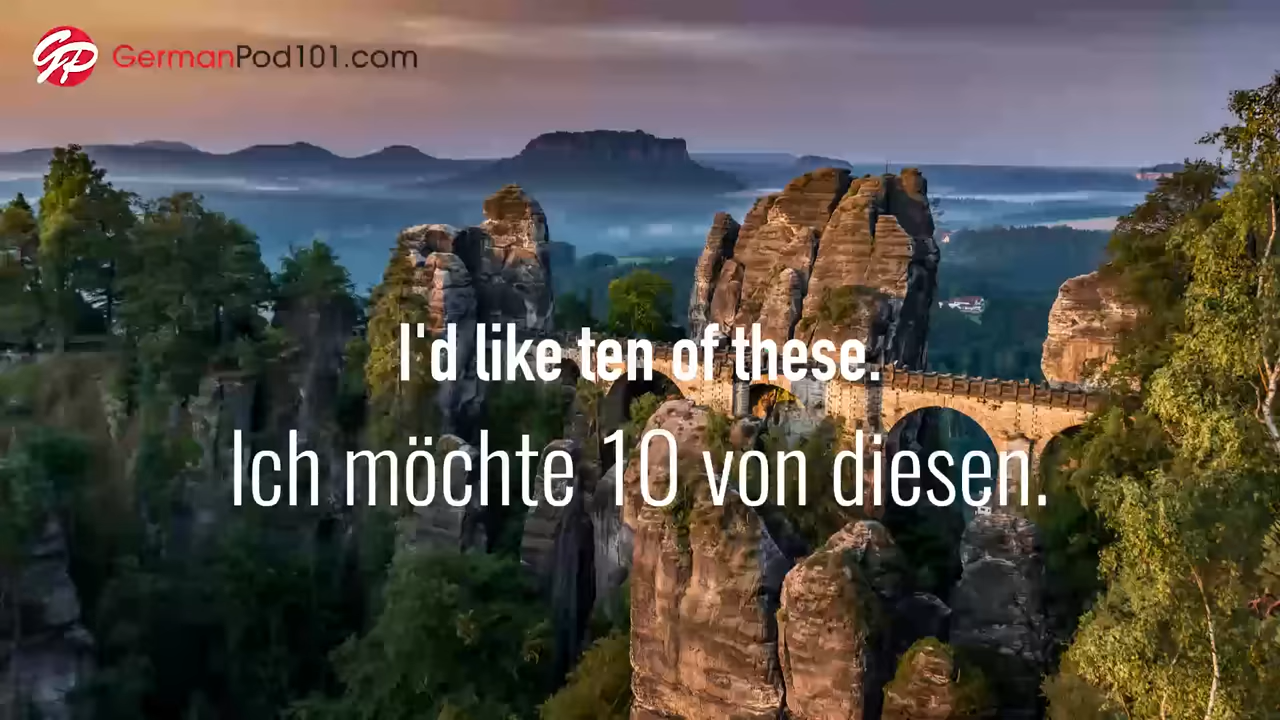 GP GermanPod101.com
I'd like ten of these.
Ich möchte 10 von diesen.